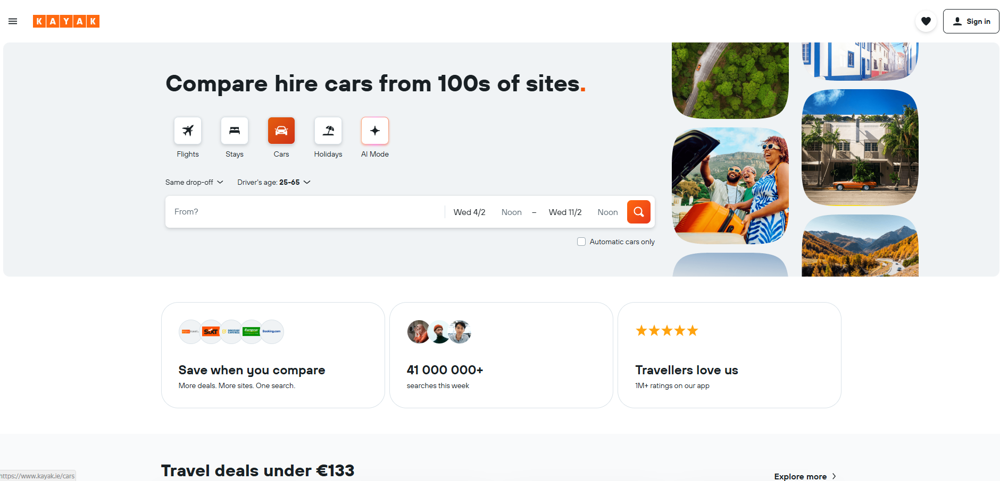 KAYAK
Sign in
Compare hire cars from 100s of sites.
Flights
Stays
Cars
Holidays
AI Mode
Same drop-off
Driver's age: 25-65
From?
Wed 4/2
Noon
–
Wed 11/2
Noon
Automatic cars only
SIXT
DISCOVER CARS
Europcar
Booking.com
Save when you compare
More deals. More sites. One search.
41 000 000+
searches this week
Travellers love us
1M+ ratings on our app
Travel deals under €133
Explore more
https://www.kayak.ie/cars